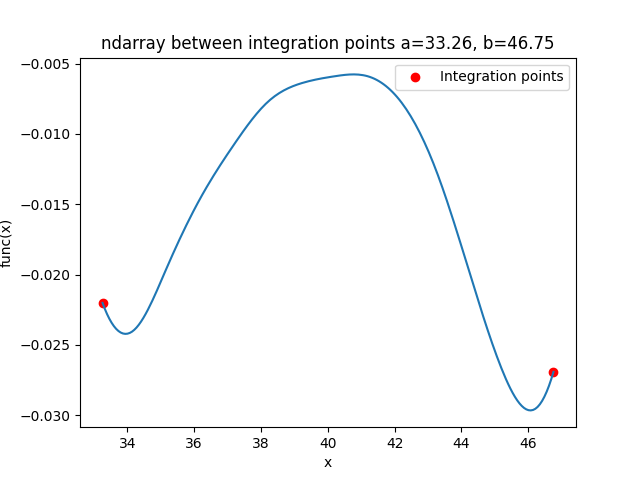 ndarray between integration points a=33.26, b=46.75
Integration points
−0.005
−0.010
−0.015
−0.020
−0.025
−0.030
func(x)
34 36 38 40 42 44 46
x